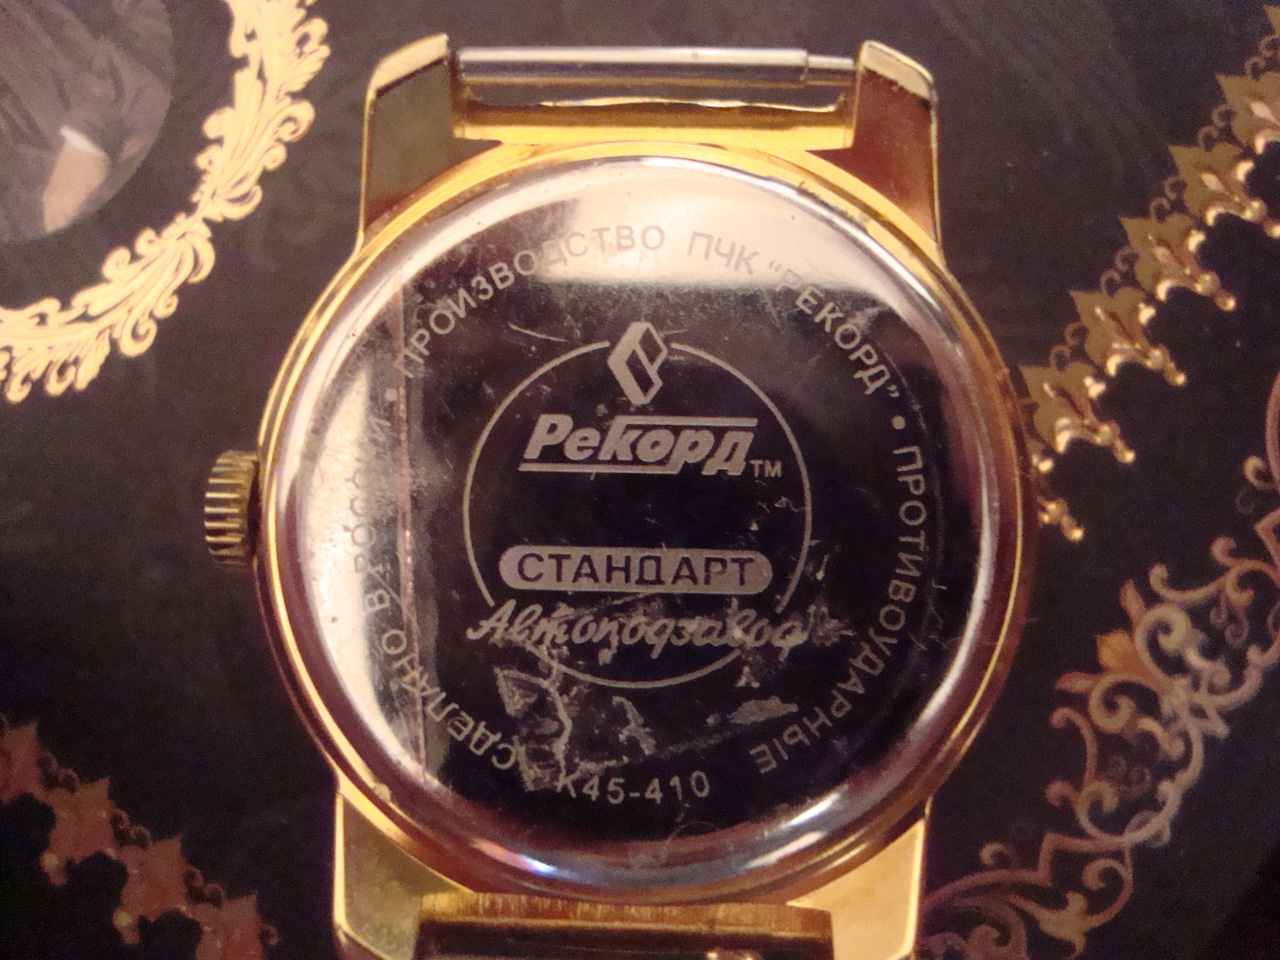 СДЕЛАНО В РОССИИ • ПРОИЗВОДСТВО ПЧК "РЕКОРД" • ПРОТИВОУДАРНЫЕ
Рекорд™
СТАНДАРТ
Автоподзавод
К45-410